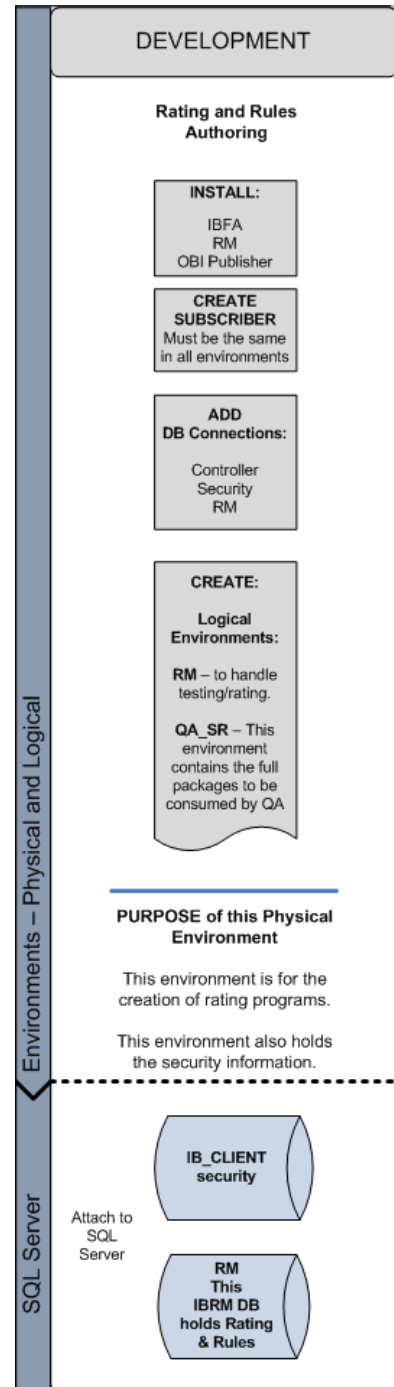 DEVELOPMENT
Rating and Rules
Authoring
INSTALL:
IBFA
RM
OBI Publisher
CREATE
SUBSCRIBER
Must be the same
in all environments
ADD
DB Connections:
Controller
Security
RM
CREATE:
Logical
Environments:
RM – to handle
testing/rating.
QA_SR – This
environment
contains the full
packages to be
consumed by QA
Environments – Physical and Logical
PURPOSE of this Physical
Environment
This environment is for the
creation of rating programs.
This environment also holds
the security information.
SQL Server
Attach to
SQL
Server
IB_CLIENT
security
RM
This
IBRM DB
holds Rating
& Rules